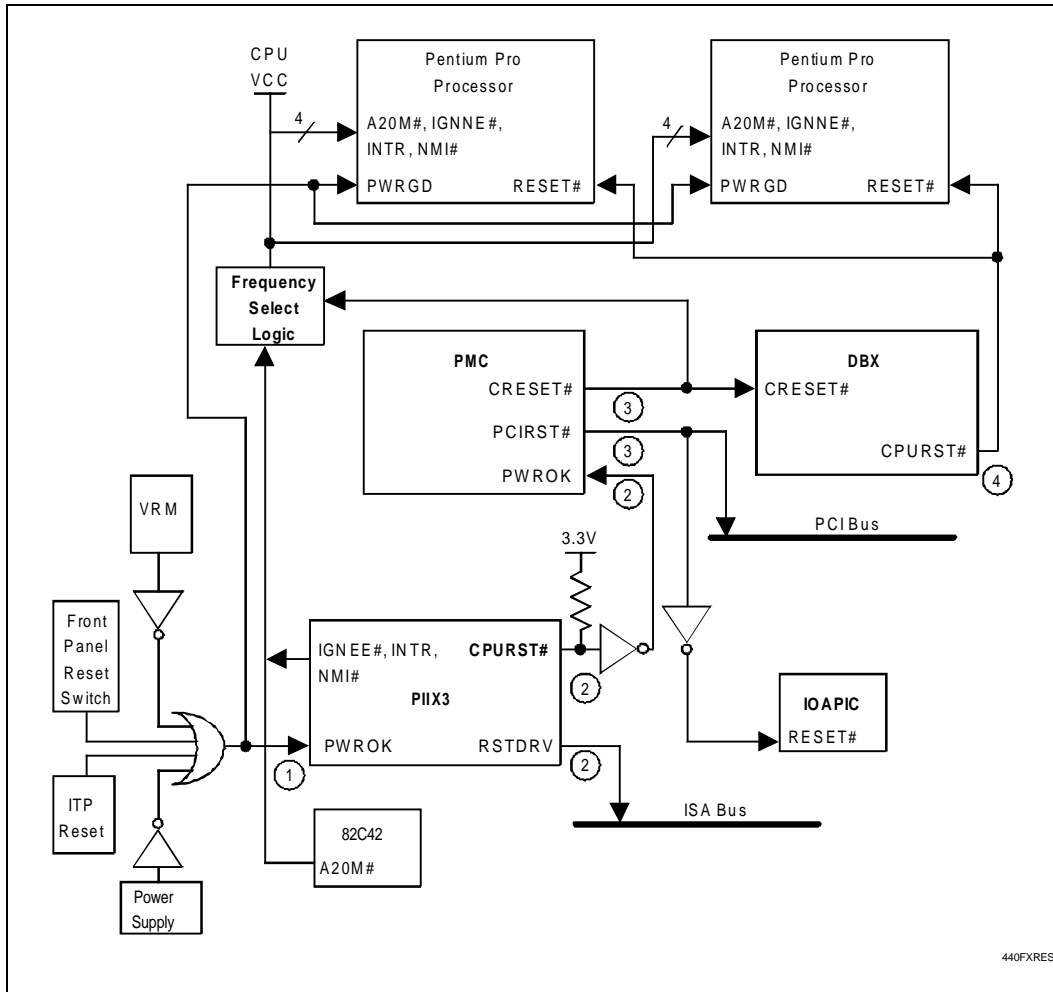 CPU
VCC
Pentium Pro
Processor
4
A20M#, IGNNE#,
INTR, NMI#
PWRGD RESET#
Pentium Pro
Processor
4
A20M#, IGNNE#,
INTR, NMI#
PWRGD RESET#
Frequency
Select
Logic
PMC
CRESET#
3
PCIRST#
3
PWROK
2
DBX
CRESET#
CPURST#
4
PCI Bus
VRM
3.3V
Front
Panel
Reset
Switch
IGNEE#, INTR,
NMI#
CPURST#
2
PIIX3
PWROK
1
RSTDRV
2
IOAPIC
RESET#
ITP
Reset
ISA Bus
82C42
A20M#
Power
Supply
440FXRES